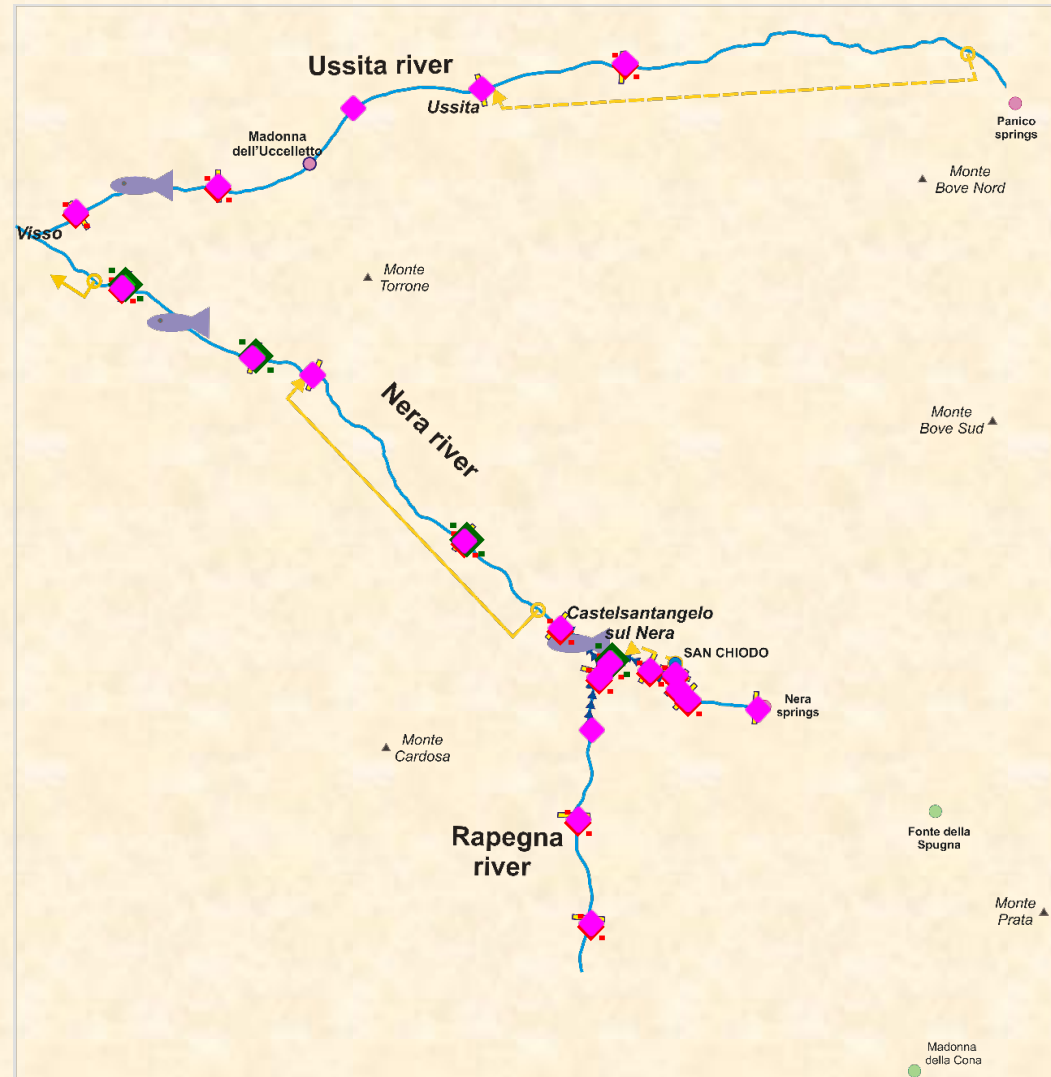 Ussita river
Ussita
Panico
springs
Madonna
dell'Uccelletto
Monte
Bove Nord
Visso
Monte
Torrone
Nera river
Monte
Bove Sud
Castelsantangelo
sul Nera
SAN CHIODO
Nera
springs
Monte
Cardosa
Rapegna
river
Fonte della
Spugna
Monte
Prata
Madonna
della Cona